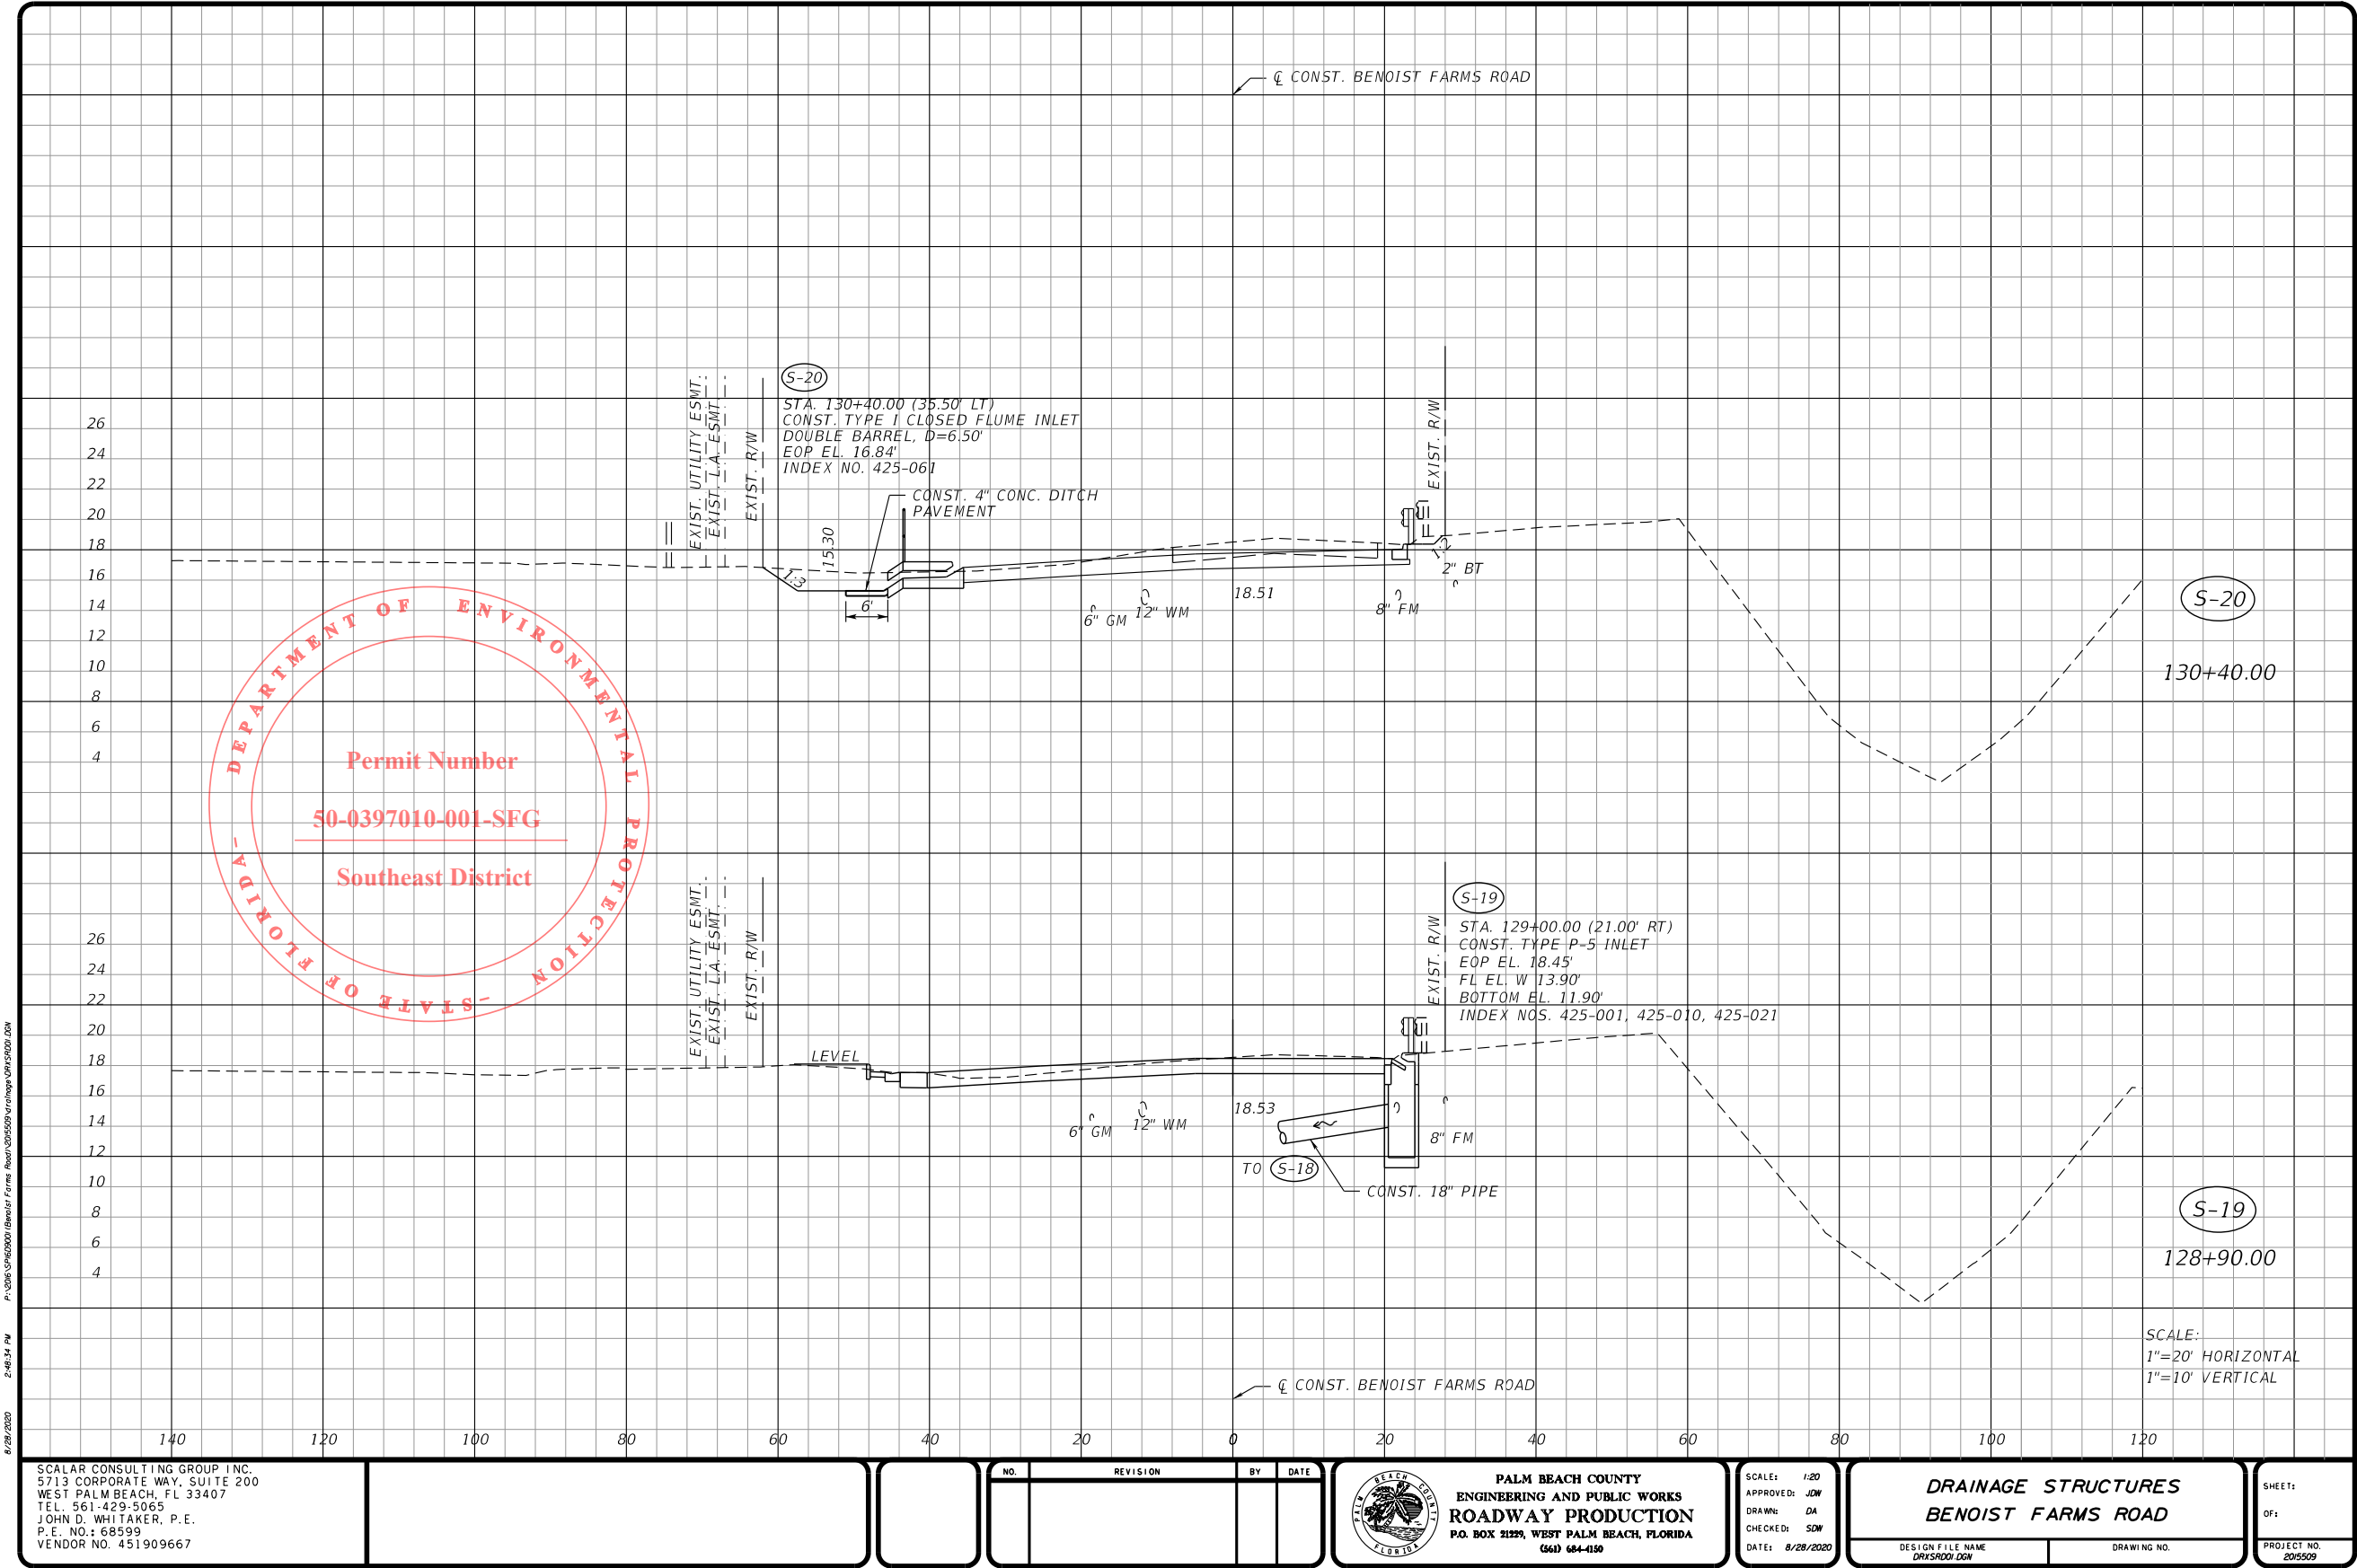 ℄ CONST. BENOIST FARMS ROAD
S-20
STA. 130+40.00 (35.50' LT)
CONST. TYPE I CLOSED FLUME INLET
DOUBLE BARREL, D=6.50'
EOP EL. 16.84'
INDEX NO. 425-061
CONST. 4" CONC. DITCH
PAVEMENT
EXIST. UTILITY ESMT.
EXIST. L.A. ESMT.
EXIST. R/W
EXIST. R/W
26
24
22
20
18
16
14
12
10
8
6
4
15.30
1:3
6'
6" GM
12" WM
18.51
8" FM
1:2
2" BT
S-20
130+40.00
DEPARTMENT OF ENVIRONMENTAL PROTECTION
-STATE OF FLORIDA-
Permit Number
50-0397010-001-SFG
Southeast District
S-19
STA. 129+00.00 (21.00' RT)
CONST. TYPE P-5 INLET
EOP EL. 18.45'
FL EL. W 13.90'
BOTTOM EL. 11.90'
INDEX NOS. 425-001, 425-010, 425-021
EXIST. UTILITY ESMT.
EXIST. L.A. ESMT.
EXIST. R/W
EXIST. R/W
26
24
22
20
18
16
14
12
10
8
6
4
LEVEL
6" GM
12" WM
18.53
8" FM
TO S-18
CONST. 18" PIPE
S-19
128+90.00
SCALE:
1"=20' HORIZONTAL
1"=10' VERTICAL
℄ CONST. BENOIST FARMS ROAD
140 120 100 80 60 40 20 0 20 40 60 80 100 120
8/28/2020 2:48:34 PM
SCALAR CONSULTING GROUP INC.
5713 CORPORATE WAY, SUITE 200
WEST PALM BEACH, FL 33407
TEL. 561-429-5065
JOHN D. WHITAKER, P.E.
P.E. NO.: 68599
VENDOR NO. 451909667
NO. REVISION BY DATE
PALM BEACH COUNTY
FLORIDA
PALM BEACH COUNTY
ENGINEERING AND PUBLIC WORKS
ROADWAY PRODUCTION
P.O. BOX 21229, WEST PALM BEACH, FLORIDA
(561) 684-4150
SCALE: 1:20
APPROVED: JDW
DRAWN: DA
CHECKED: SDW
DATE: 8/28/2020
DRAINAGE STRUCTURES
BENOIST FARMS ROAD
DESIGN FILE NAME
DRXSRD01.DGN
DRAWING NO.
SHEET:
OF:
PROJECT NO.
2015509